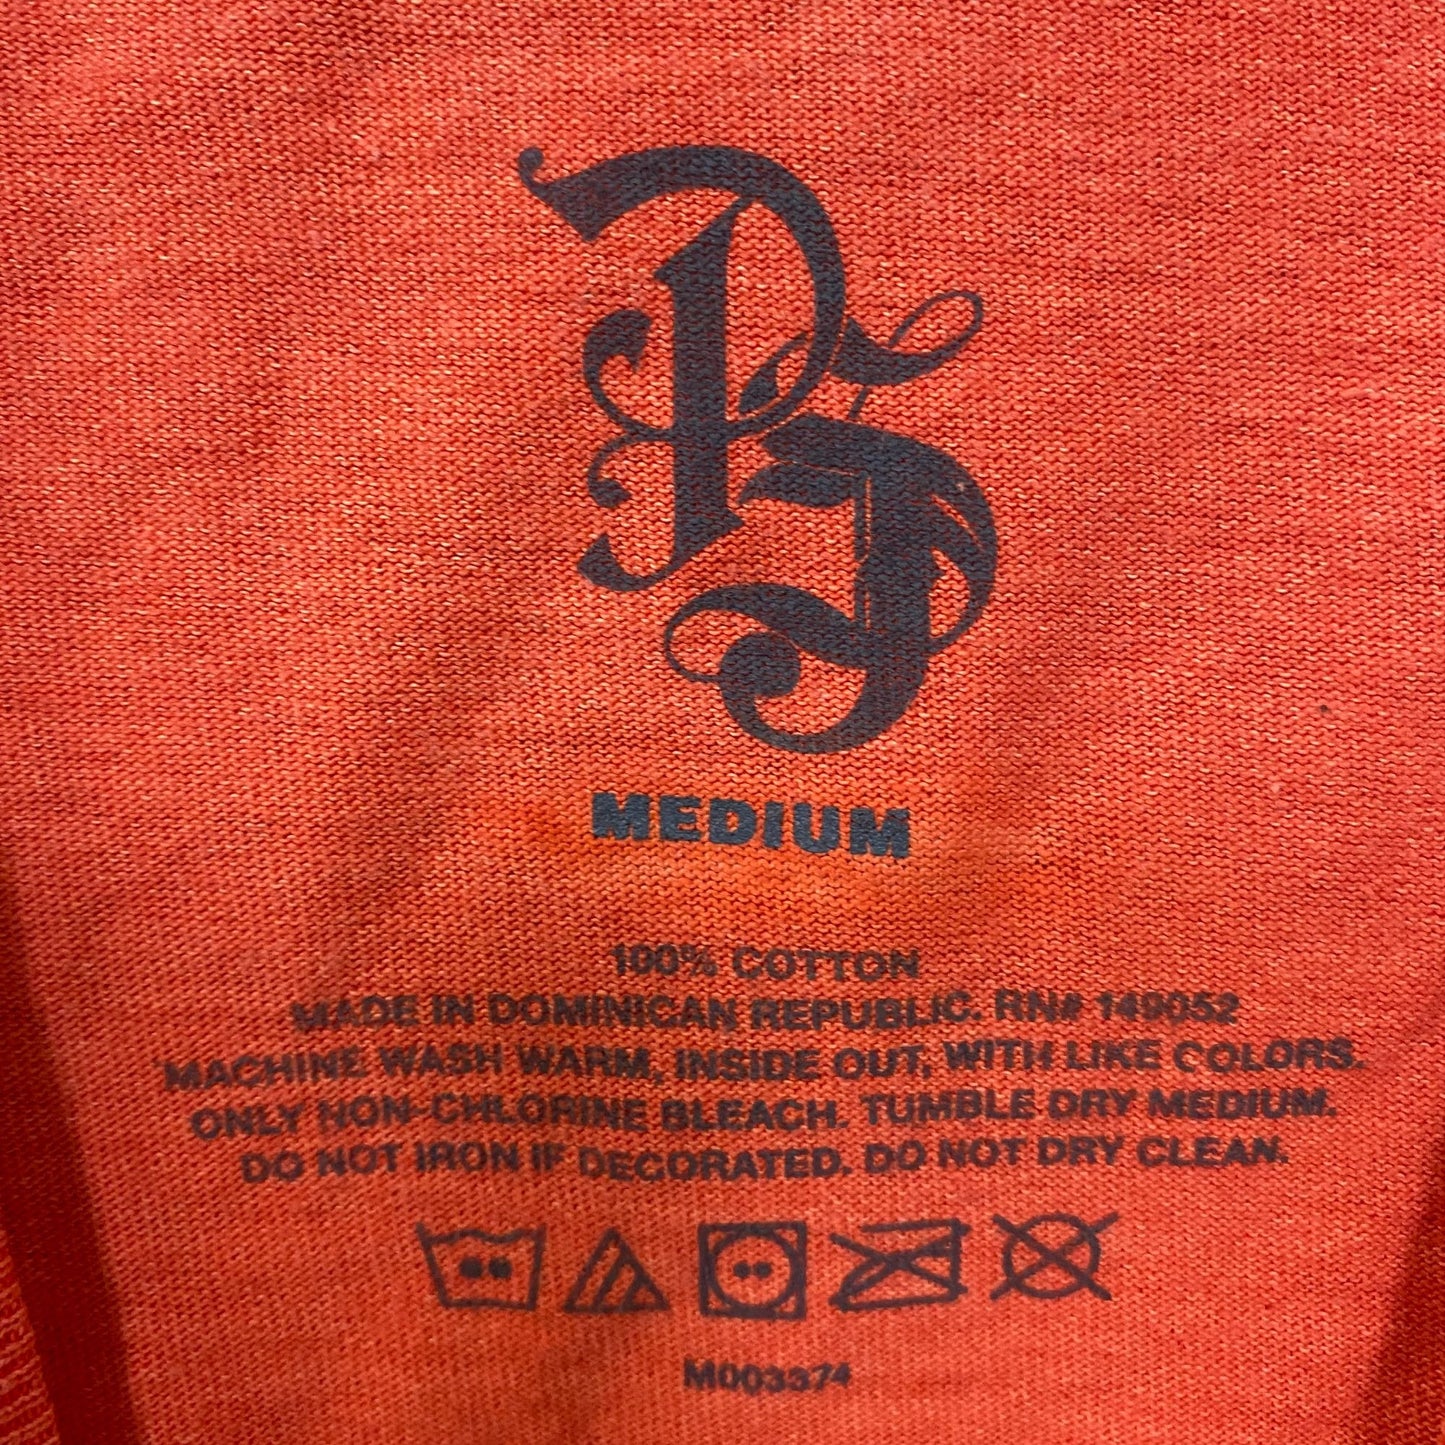 PS
MEDIUM
100% COTTON
MADE IN DOMINICAN REPUBLIC. RN# 149052
MACHINE WASH WARM, INSIDE OUT, WITH LIKE COLORS.
ONLY NON-CHLORINE BLEACH. TUMBLE DRY MEDIUM.
DO NOT IRON IF DECORATED. DO NOT DRY CLEAN.
M003374